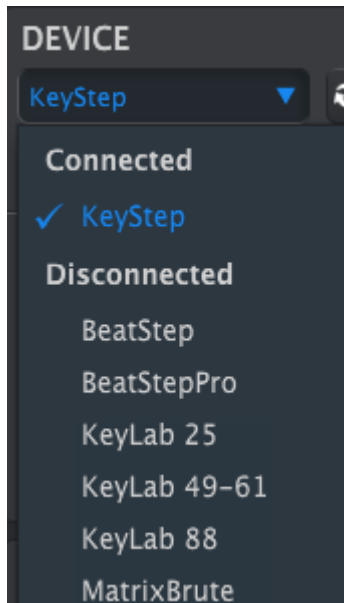 DEVICE
KeyStep
Connected
KeyStep
Disconnected
BeatStep
BeatStepPro
KeyLab 25
KeyLab 49-61
KeyLab 88
MatrixBrute